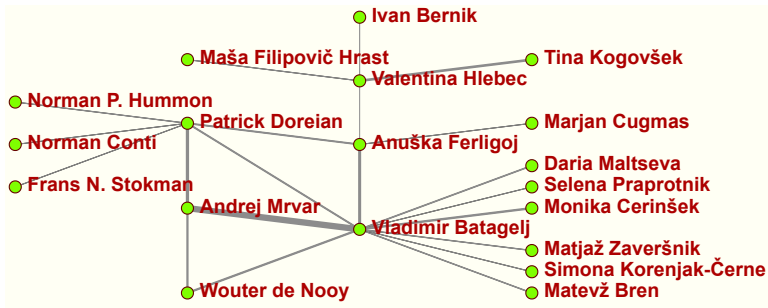 Ivan Bernik
Maša Filipovič Hrast
Tina Kogovšek
Valentina Hlebec
Norman P. Hummon
Patrick Doreian
Marjan Cugmas
Norman Conti
Anuška Ferligoj
Daria Maltseva
Frans N. Stokman
Selena Praprotnik
Andrej Mrvar
Monika Cerinšek
Vladimir Batagelj
Matjaž Zaveršnik
Simona Korenjak-Černe
Wouter de Nooy
Matevž Bren